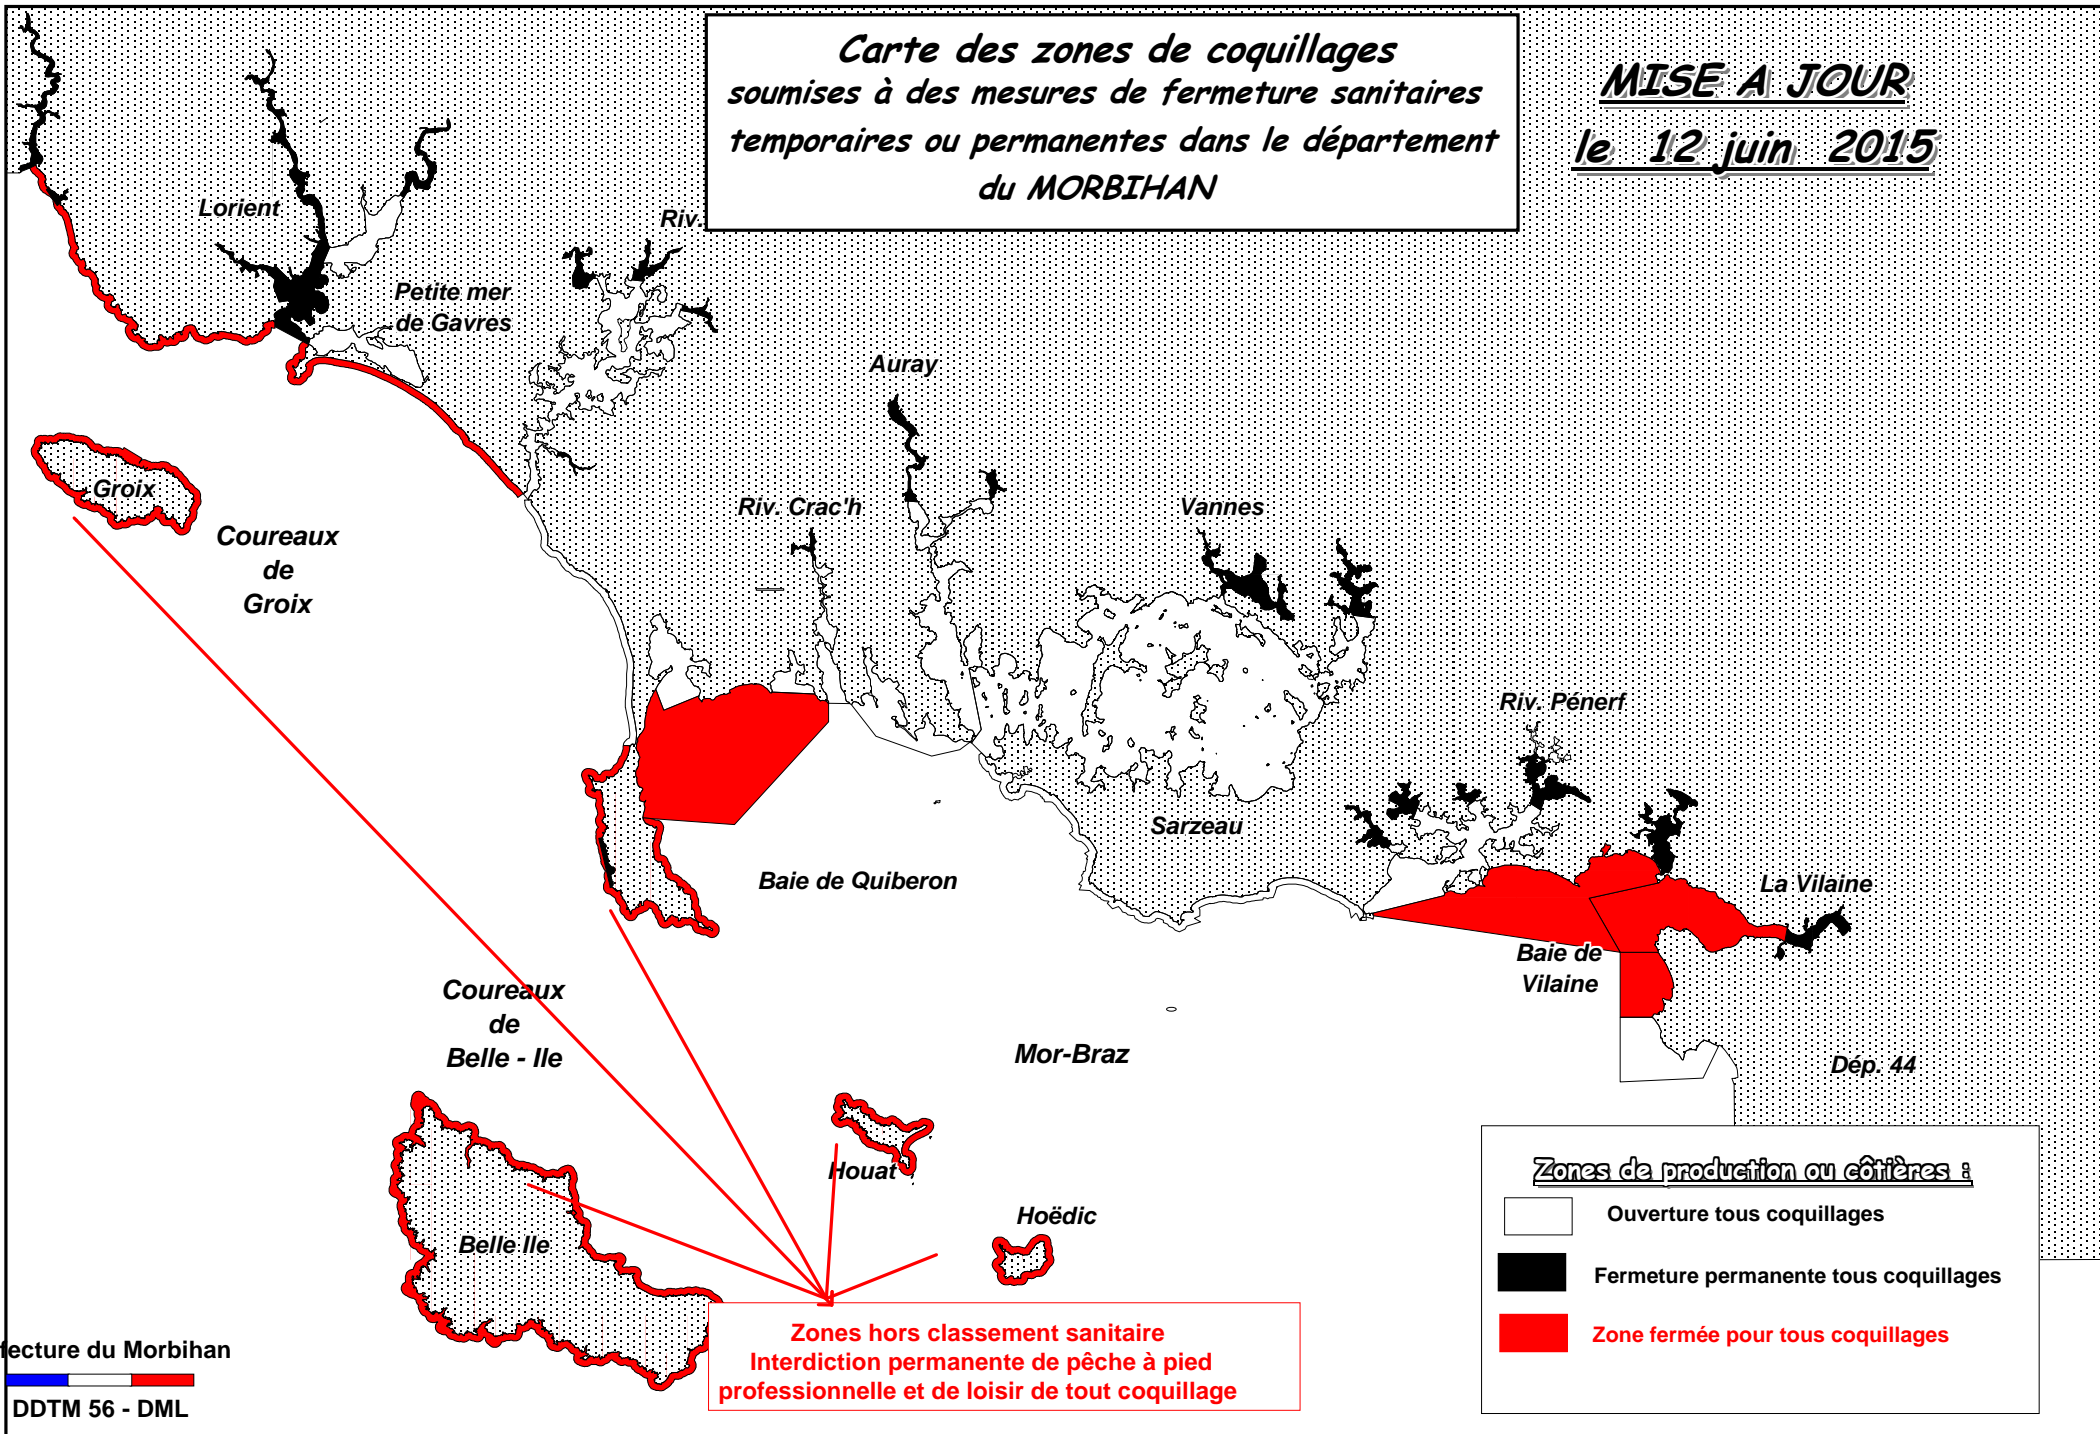 Carte des zones de coquillages
soumises à des mesures de fermeture sanitaires
temporaires ou permanentes dans le département
du MORBIHAN
MISE A JOUR
le 12 juin 2015
Lorient
Riv.
Petite mer
de Gavres
Auray
Groix
Riv. Crac'h
Vannes
Coureaux
de
Groix
Riv. Pénerf
Sarzeau
Baie de Quiberon
La Vilaine
Baie de
Vilaine
Coureaux
de
Belle - Ile
Mor-Braz
Dép. 44
Houat
Hoëdic
Belle Ile
Zones de production ou côtières :
Ouverture tous coquillages
Fermeture permanente tous coquillages
Zone fermée pour tous coquillages
Zones hors classement sanitaire
Interdiction permanente de pêche à pied
professionnelle et de loisir de tout coquillage
fecture du Morbihan
DDTM 56 - DML